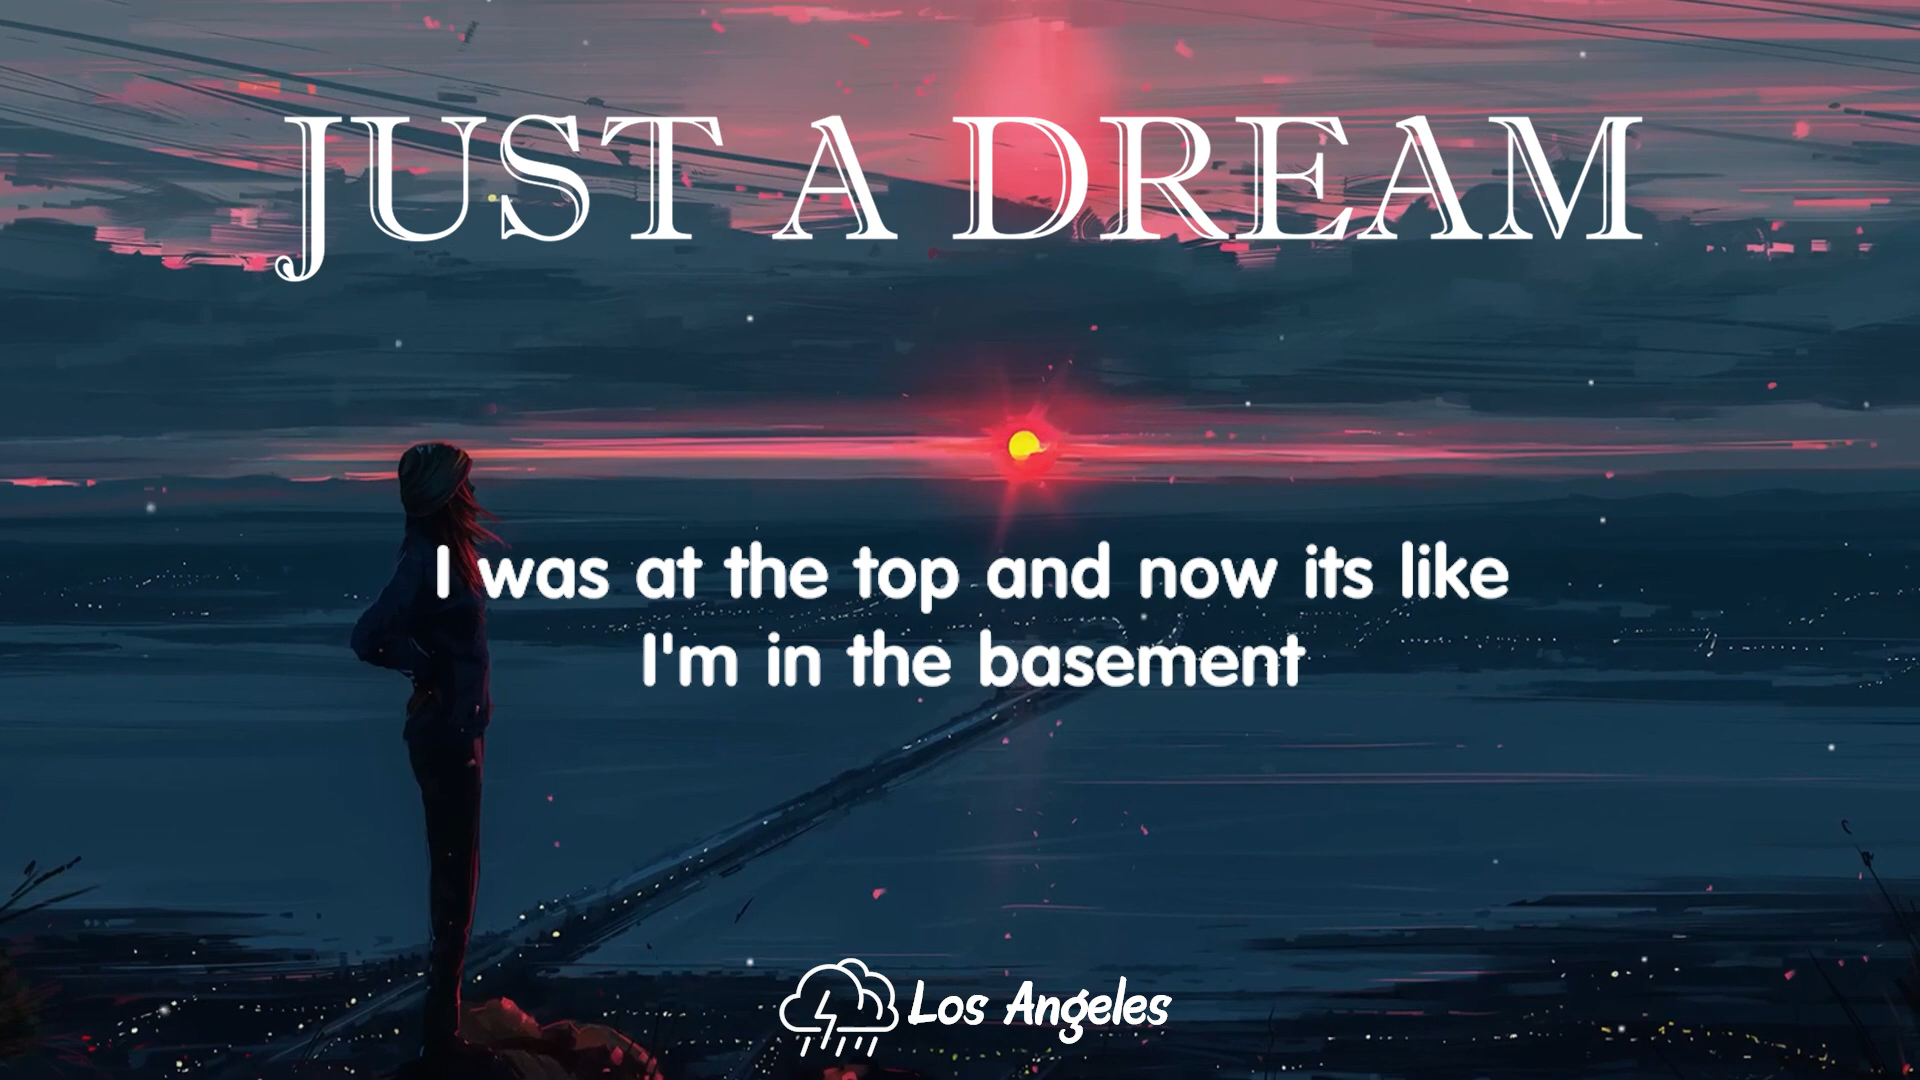 JUST A DREAM
I was at the top and now its like
I'm in the basement
Los Angeles